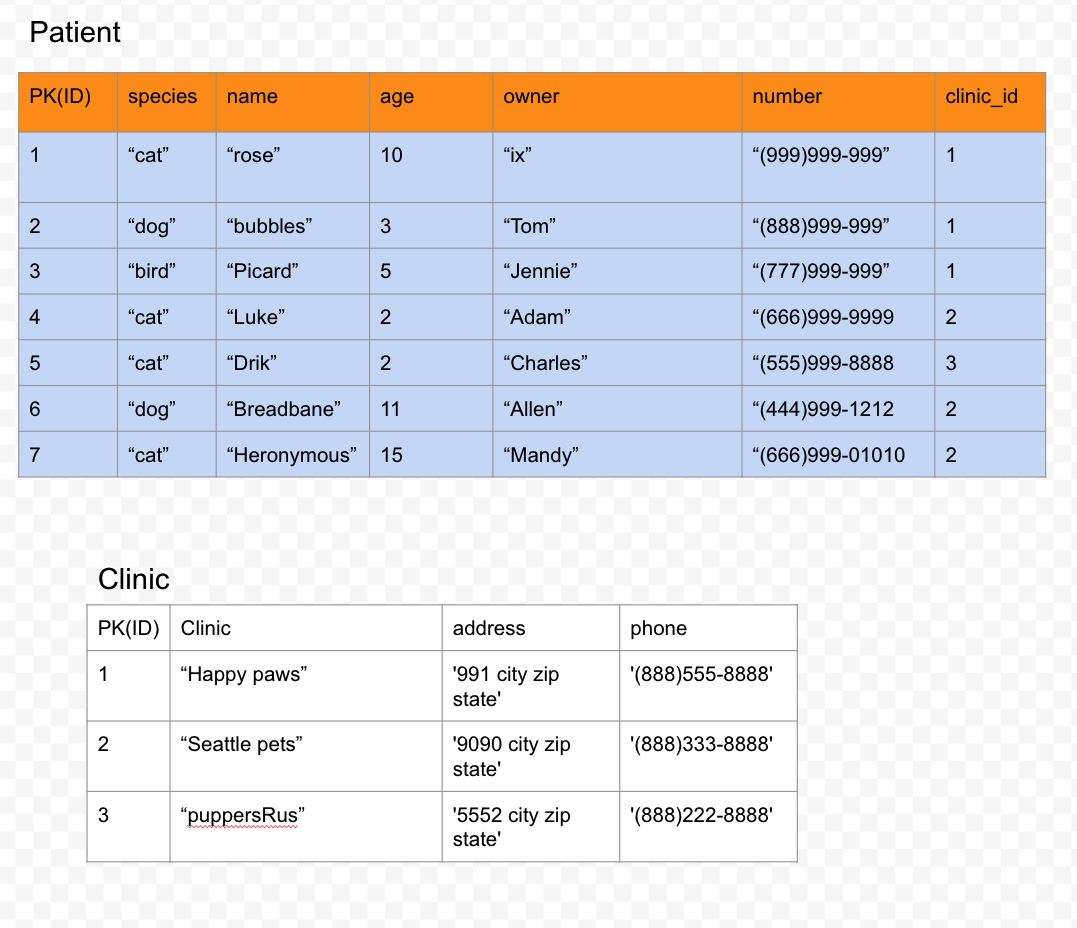 Patient
PK(ID) species name age owner number clinic_id
1 “cat” “rose” 10 “ix” “(999)999-999” 1
2 “dog” “bubbles” 3 “Tom” “(888)999-999” 1
3 “bird” “Picard” 5 “Jennie” “(777)999-999” 1
4 “cat” “Luke” 2 “Adam” “(666)999-9999 2
5 “cat” “Drik” 2 “Charles” “(555)999-8888 3
6 “dog” “Breadbane” 11 “Allen” “(444)999-1212 2
7 “cat” “Heronymous” 15 “Mandy” “(666)999-01010 2
Clinic
PK(ID) Clinic address phone
1 “Happy paws” '991 city zip '(888)555-8888'
state'
2 “Seattle pets” '9090 city zip '(888)333-8888'
state'
3 “puppersRus” '5552 city zip '(888)222-8888'
state'